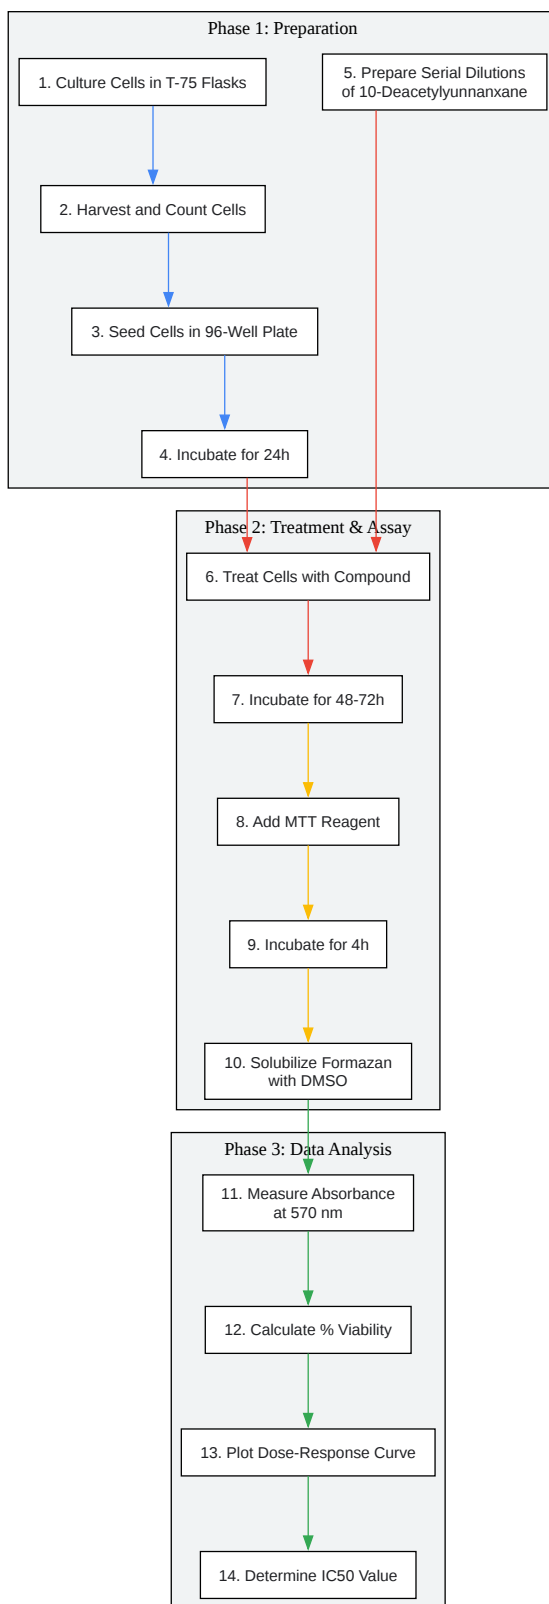 Phase 1: Preparation
1. Culture Cells in T-75 Flasks
5. Prepare Serial Dilutions
of 10-Deacetylyunnanxane
2. Harvest and Count Cells
3. Seed Cells in 96-Well Plate
4. Incubate for 24h
Phase 2: Treatment & Assay
6. Treat Cells with Compound
7. Incubate for 48-72h
8. Add MTT Reagent
9. Incubate for 4h
10. Solubilize Formazan
with DMSO
Phase 3: Data Analysis
11. Measure Absorbance
at 570 nm
12. Calculate % Viability
13. Plot Dose-Response Curve
14. Determine IC50 Value